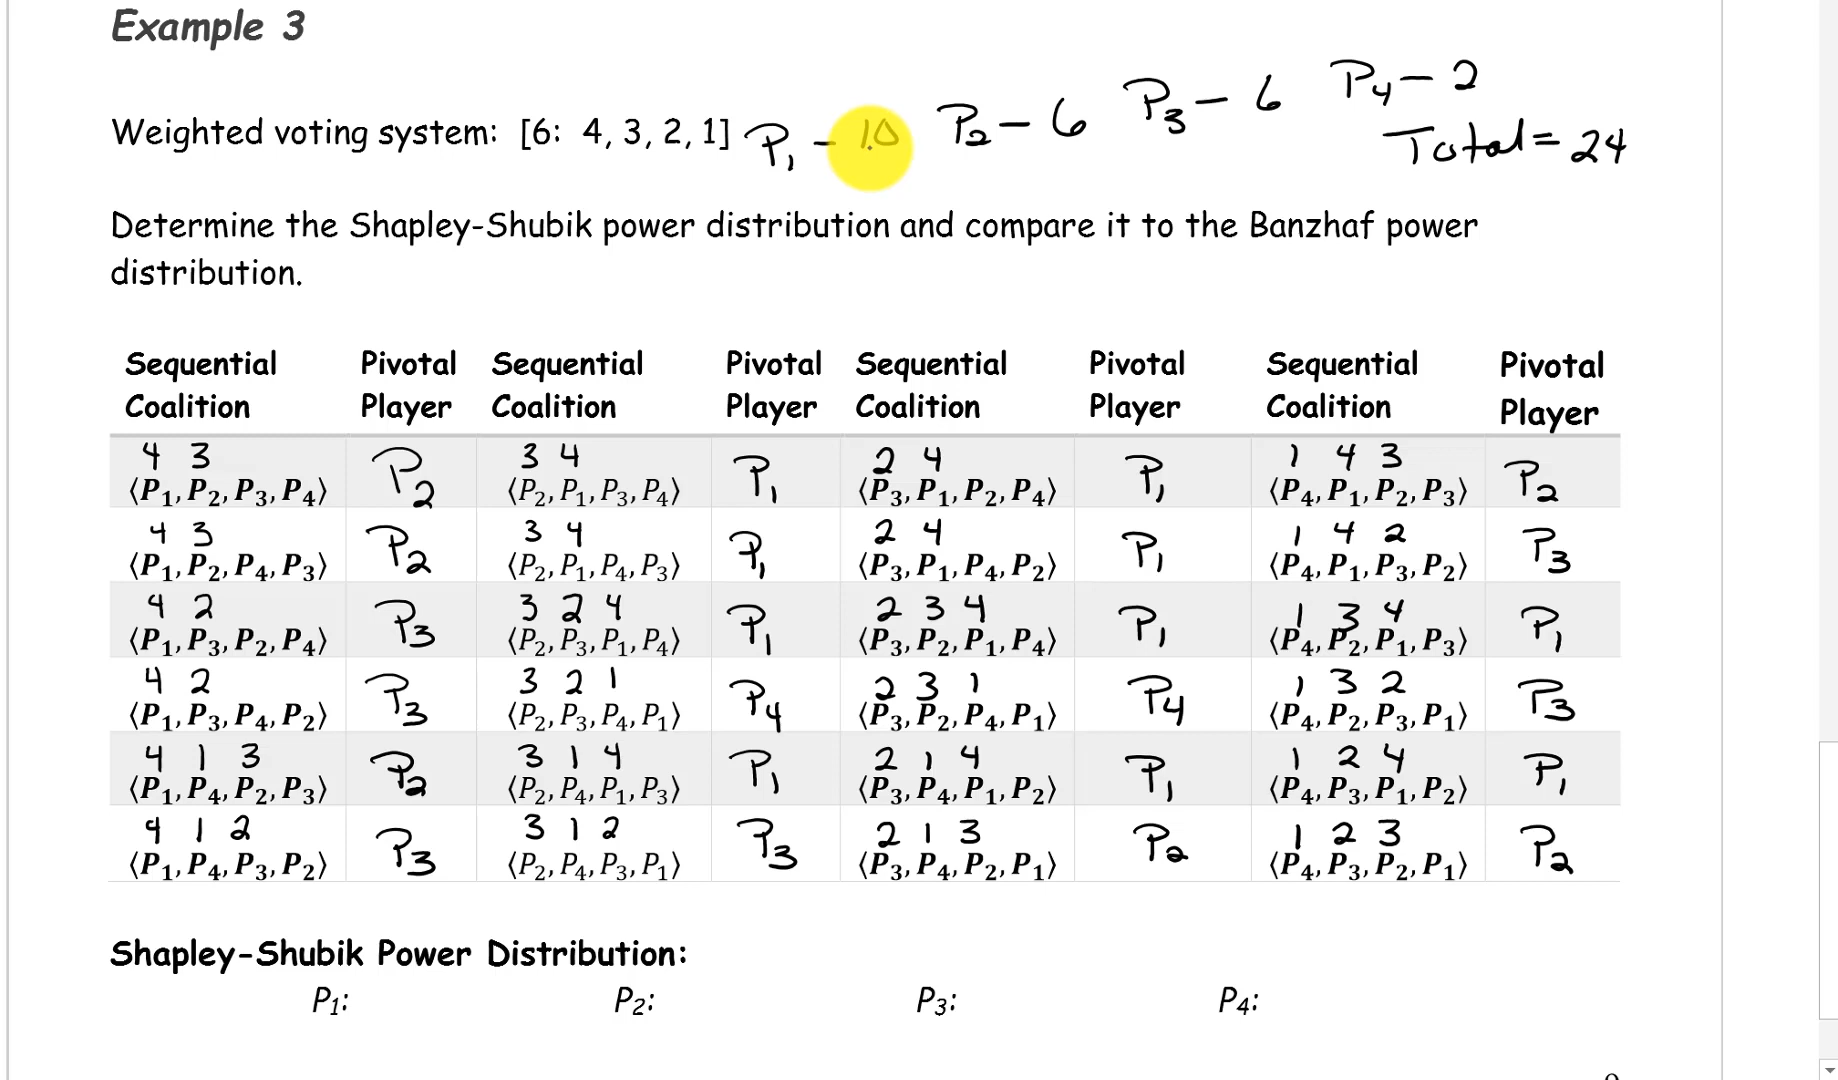 Example 3
P₄ – 2
Weighted voting system: [6: 4, 3, 2, 1] P₁ – 10 P₂ – 6 P₃ – 6
Total = 24
Determine the Shapley-Shubik power distribution and compare it to the Banzhaf power
distribution.
Sequential Pivotal Sequential Pivotal Sequential Pivotal Sequential Pivotal
Coalition Player Coalition Player Coalition Player Coalition Player
4 3 3 4 2 4 1 4 3
⟨P₁, P₂, P₃, P₄⟩ P₂ ⟨P₂, P₁, P₃, P₄⟩ P₁ ⟨P₃, P₁, P₂, P₄⟩ P₁ ⟨P₄, P₁, P₂, P₃⟩ P₂
4 3 3 4 2 4 1 4 2
⟨P₁, P₂, P₄, P₃⟩ P₂ ⟨P₂, P₁, P₄, P₃⟩ P₁ ⟨P₃, P₁, P₄, P₂⟩ P₁ ⟨P₄, P₁, P₃, P₂⟩ P₃
4 2 3 2 4 2 3 4 1 3 4
⟨P₁, P₃, P₂, P₄⟩ P₃ ⟨P₂, P₃, P₁, P₄⟩ P₁ ⟨P₃, P₂, P₁, P₄⟩ P₁ ⟨P₄, P₂, P₁, P₃⟩ P₁
4 2 3 2 1 2 3 1 1 3 2
⟨P₁, P₃, P₄, P₂⟩ P₃ ⟨P₂, P₃, P₄, P₁⟩ P₄ ⟨P₃, P₂, P₄, P₁⟩ P₄ ⟨P₄, P₂, P₃, P₁⟩ P₃
4 1 3 3 1 4 2 1 4 1 2 4
⟨P₁, P₄, P₂, P₃⟩ P₂ ⟨P₂, P₄, P₁, P₃⟩ P₁ ⟨P₃, P₄, P₁, P₂⟩ P₁ ⟨P₄, P₃, P₁, P₂⟩ P₁
4 1 2 3 1 2 2 1 3 1 2 3
⟨P₁, P₄, P₃, P₂⟩ P₃ ⟨P₂, P₄, P₃, P₁⟩ P₃ ⟨P₃, P₄, P₂, P₁⟩ P₂ ⟨P₄, P₃, P₂, P₁⟩ P₂
Shapley-Shubik Power Distribution:
P₁: P₂: P₃: P₄: